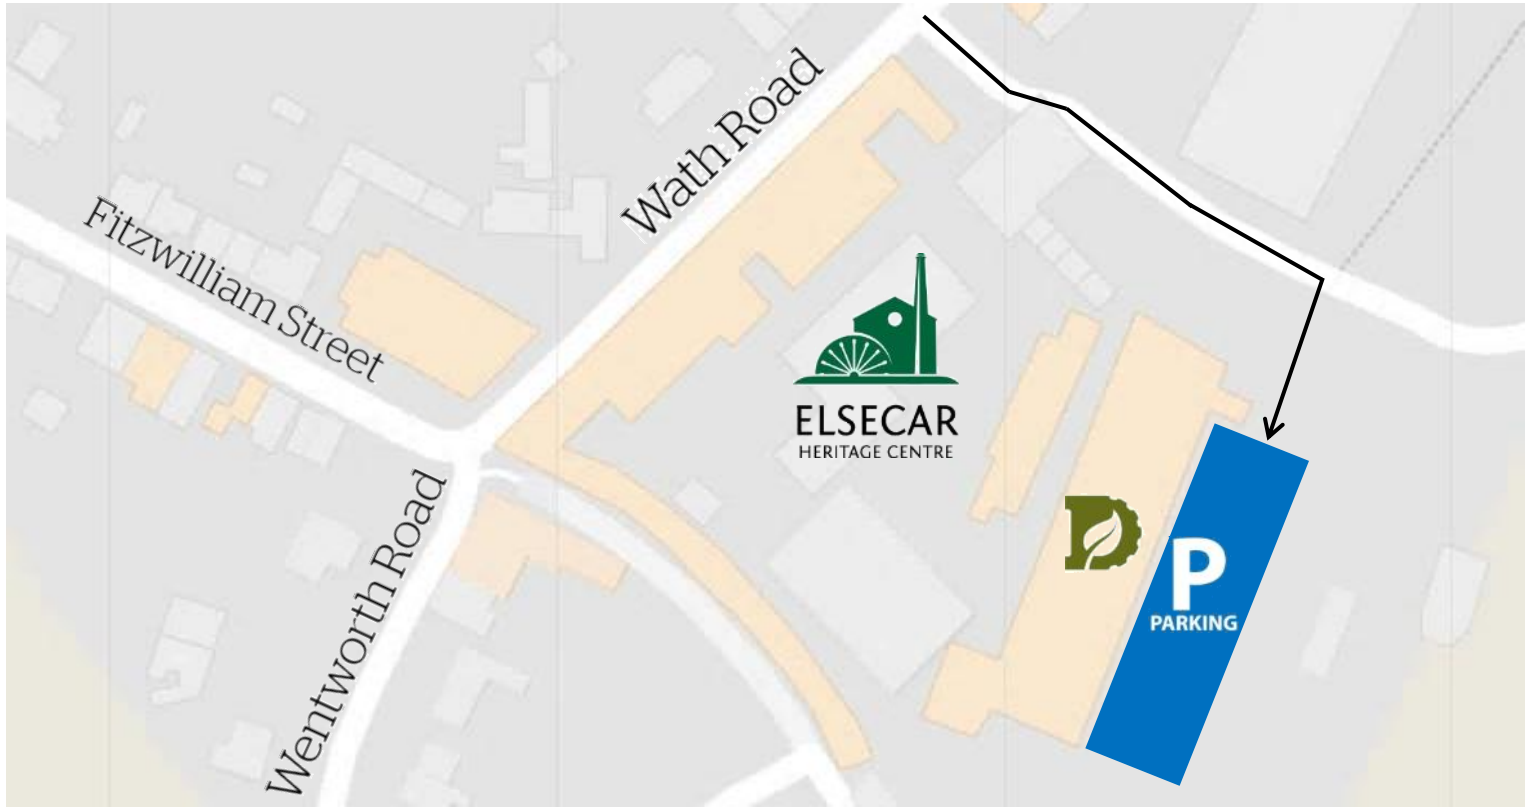 Wath Road
Fitzwilliam Street
ELSECAR
HERITAGE CENTRE
Wentworth Road
D
P
PARKING